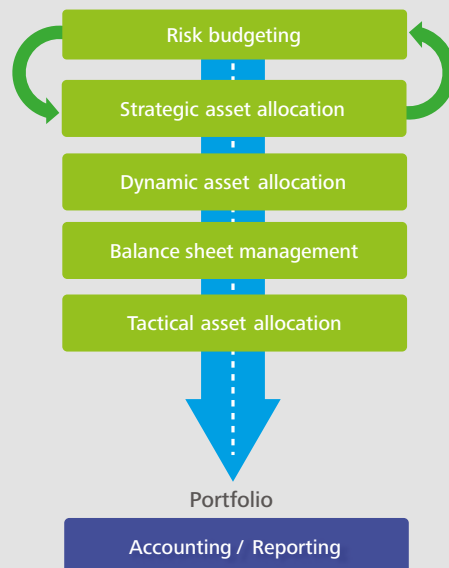 Risk budgeting
Strategic asset allocation
Dynamic asset allocation
Balance sheet management
Tactical asset allocation
Portfolio
Accounting / Reporting